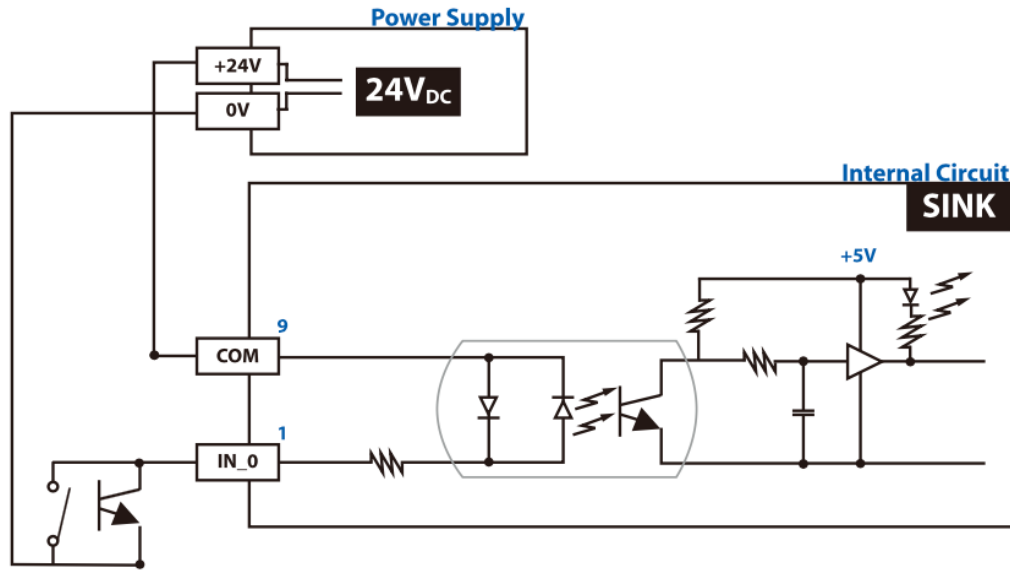 Power Supply
+24V
24VDC
0V
Internal Circuit
SINK
+5V
9
COM
1
IN_0